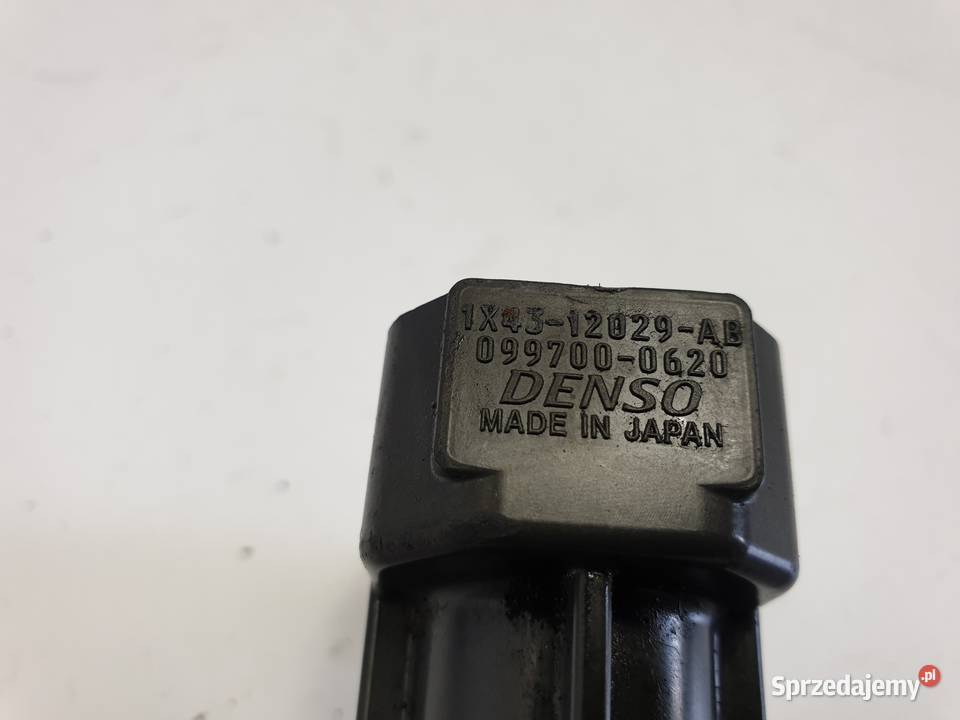 1X43-12029-AB
099700-0620
DENSO
MADE IN JAPAN
Sprzedajemy.pl